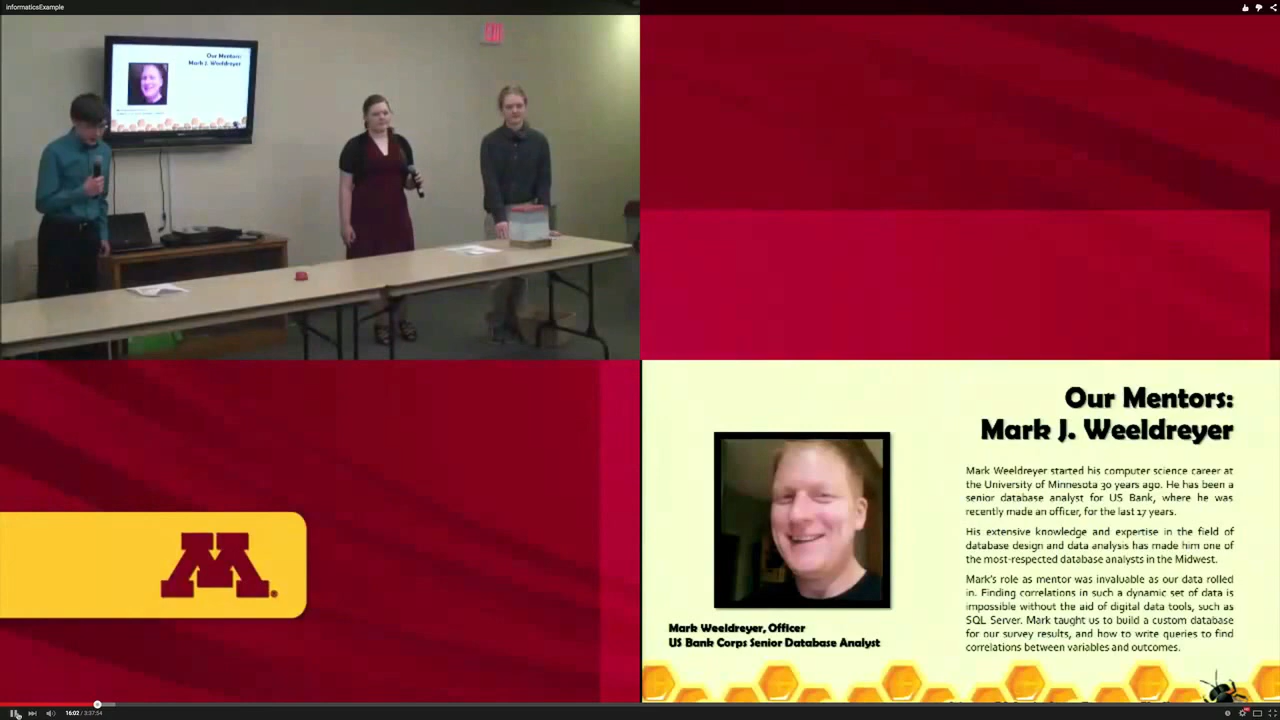 informaticsExample
EXIT
Our Mentors:
Mark J. Weeldreyer
M
Our Mentors:
Mark J. Weeldreyer
Mark Weeldreyer started his computer science career at
the University of Minnesota 30 years ago. He has been a
senior database analyst for US Bank, where he was
recently made an officer, for the last 17 years.
His extensive knowledge and expertise in the field of
database design and data analysis has made him one of
the most-respected database analysts in the Midwest.
Mark's role as mentor was invaluable as our data rolled
in. Finding correlations in such a dynamic set of data is
impossible without the aid of digital data tools, such as
SQL Server. Mark taught us to build a custom database
for our survey results, and how to write queries to find
correlations between variables and outcomes.
Mark Weeldreyer, Officer
US Bank Corps Senior Database Analyst
16:02 / 3:37:54